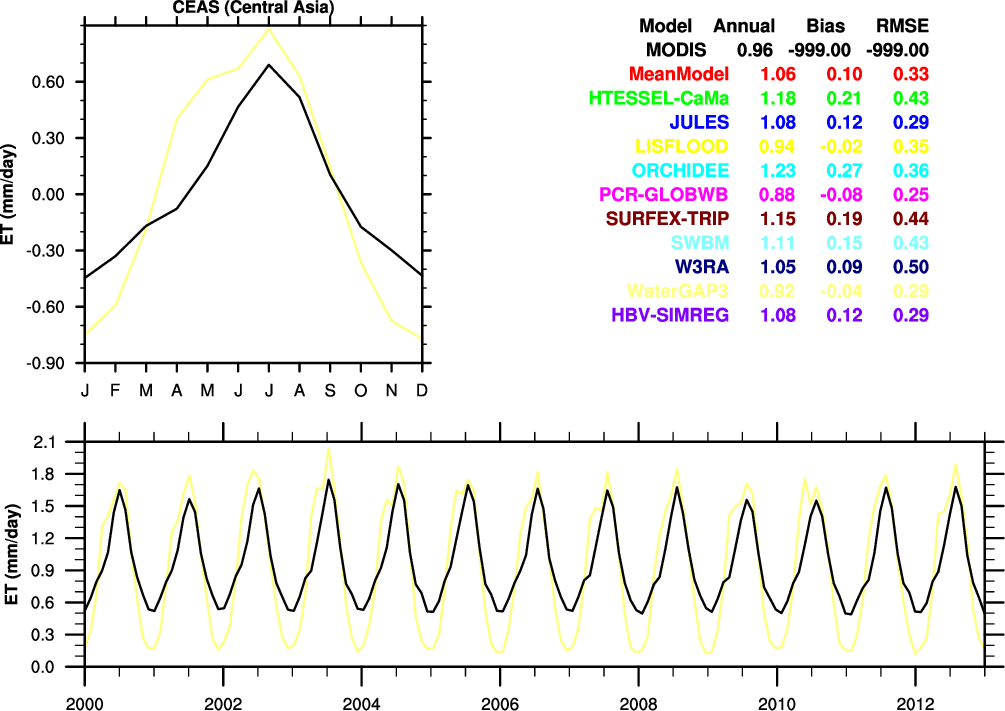 CEAS (Central Asia)
ET (mm/day)
0.60
0.30
0.00
-0.30
-0.60
-0.90
J F M A M J J A S O N D
Model Annual Bias RMSE
MODIS 0.96 -999.00 -999.00
MeanModel 1.06 0.10 0.33
HTESSEL-CaMa 1.18 0.21 0.43
JULES 1.08 0.12 0.29
LISFLOOD 0.94 -0.02 0.35
ORCHIDEE 1.23 0.27 0.36
PCR-GLOBWB 0.88 -0.08 0.25
SURFEX-TRIP 1.15 0.19 0.44
SWBM 1.11 0.15 0.43
W3RA 1.05 0.09 0.50
WaterGAP3 0.92 -0.04 0.29
HBV-SIMREG 1.08 0.12 0.29
ET (mm/day)
2.1
1.8
1.5
1.2
0.9
0.6
0.3
0.0
2000 2002 2004 2006 2008 2010 2012